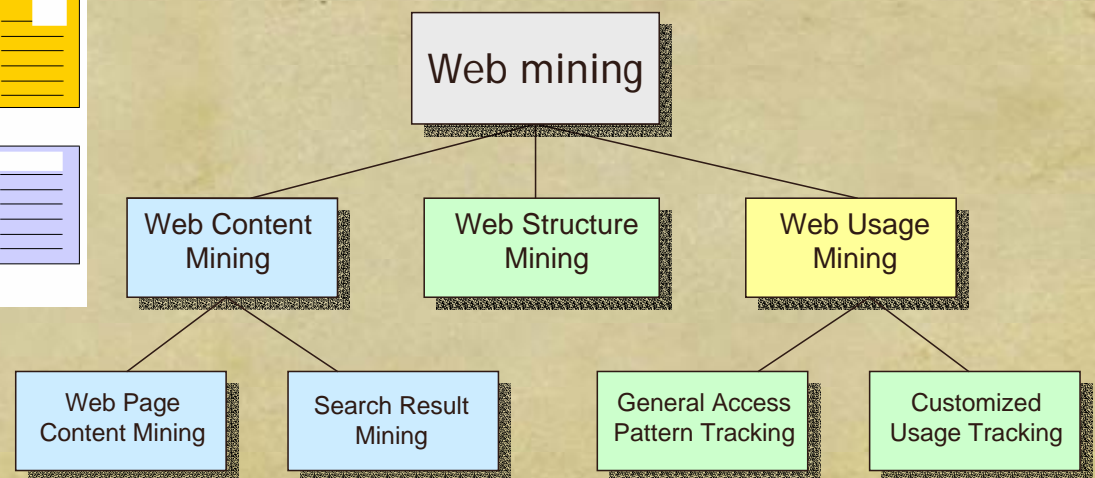 Web mining
Web Content
Mining
Web Structure
Mining
Web Usage
Mining
Web Page
Content Mining
Search Result
Mining
General Access
Pattern Tracking
Customized
Usage Tracking